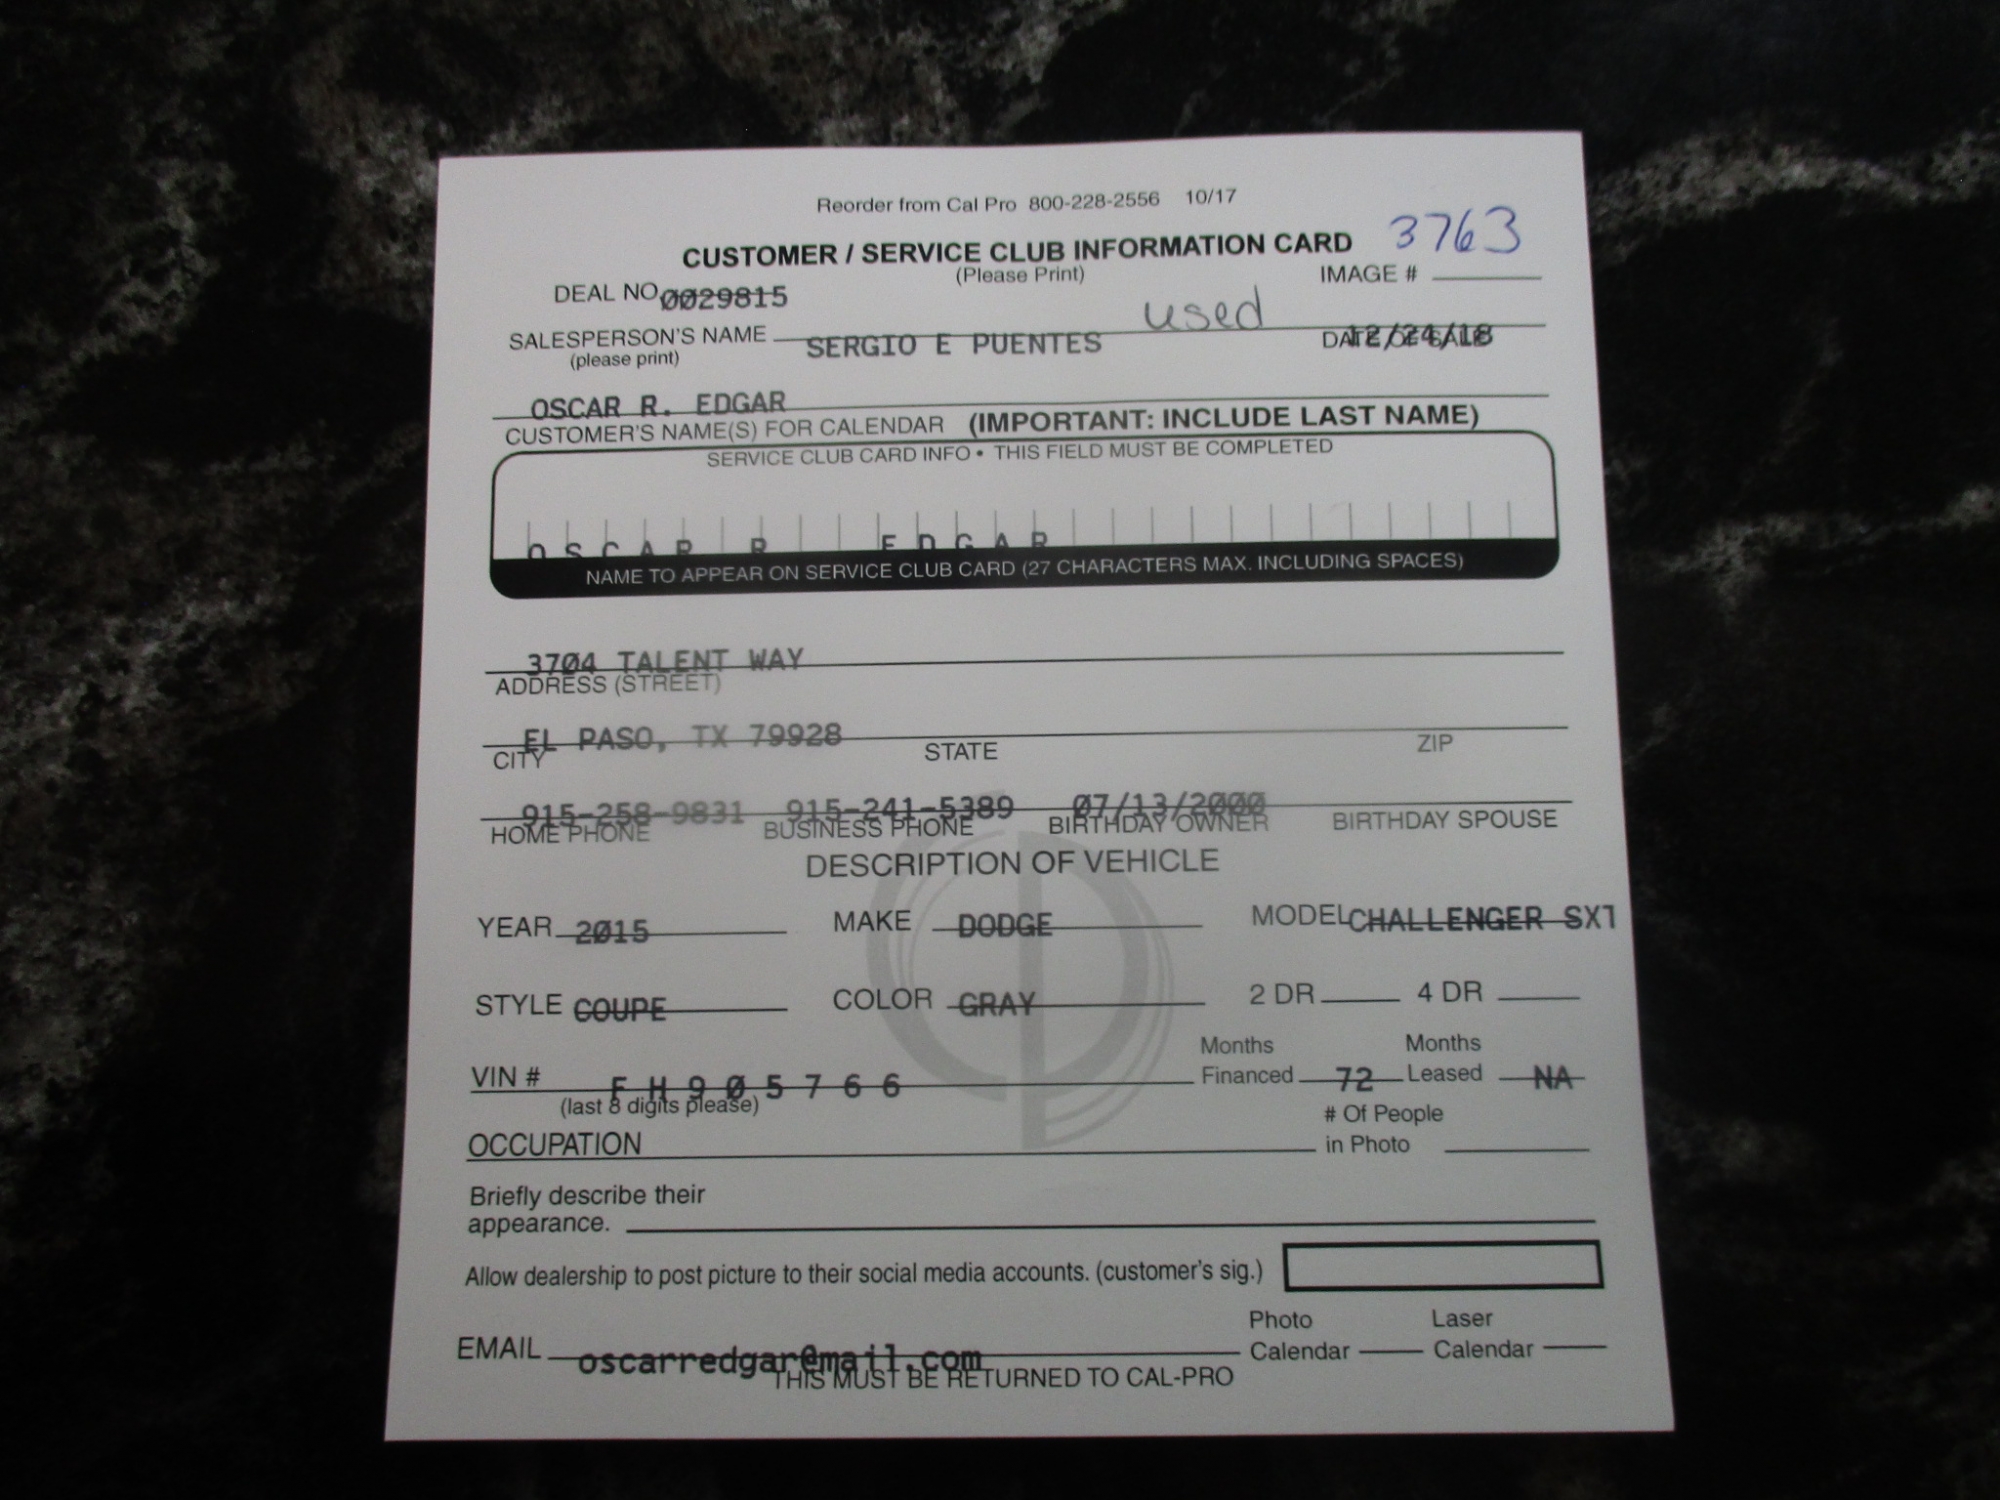 Reorder from Cal Pro 800-228-2556 10/17
CUSTOMER / SERVICE CLUB INFORMATION CARD 3763
(Please Print) IMAGE #
DEAL NO 0029815
used
SALESPERSON'S NAME SERGIO E PUENTES DATE OF SALE 12/24/18
(please print)
OSCAR R. EDGAR
CUSTOMER'S NAME(S) FOR CALENDAR (IMPORTANT: INCLUDE LAST NAME)
SERVICE CLUB CARD INFO • THIS FIELD MUST BE COMPLETED
OSCAR R EDGAR
NAME TO APPEAR ON SERVICE CLUB CARD (27 CHARACTERS MAX. INCLUDING SPACES)
3704 TALENT WAY
ADDRESS (STREET)
EL PASO, TX 79928
CITY STATE ZIP
915-258-9831 915-241-5389 07/13/2000
HOME PHONE BUSINESS PHONE BIRTHDAY OWNER BIRTHDAY SPOUSE
DESCRIPTION OF VEHICLE
YEAR 2015 MAKE DODGE MODEL CHALLENGER SXT
STYLE COUPE COLOR GRAY 2 DR 4 DR
Months Months
VIN # F H 9 0 5 7 6 6 Financed 72 Leased NA
(last 8 digits please)
# Of People
OCCUPATION in Photo
Briefly describe their
appearance.
Allow dealership to post picture to their social media accounts. (customer's sig.)
Photo Laser
EMAIL oscarredgar@mail.com Calendar Calendar
THIS MUST BE RETURNED TO CAL-PRO